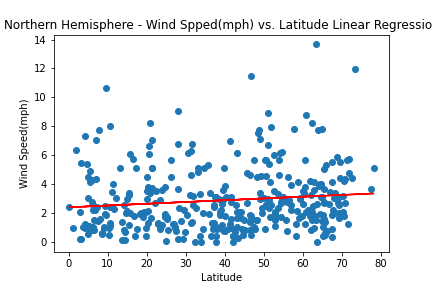 Northern Hemisphere - Wind Spped(mph) vs. Latitude Linear Regressio
14
12
10
8
6
4
2
0
Wind Speed(mph)
0 10 20 30 40 50 60 70 80
Latitude